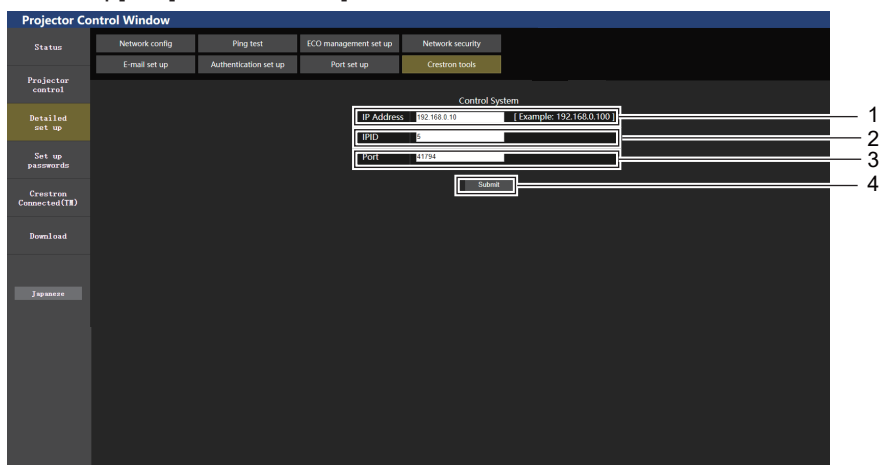 Projector Control Window
Status
Network config
Ping test
ECO management set up
Network security
E-mail set up
Authentication set up
Port set up
Crestron tools
Projector
control
Detailed
set up
Set up
passwords
Crestron
Connected(TM)
Download
Japanese
Control System
IP Address 192.168.0.10 [ Example: 192.168.0.100 ] 1
IPID 5 2
Port 41794 3
Submit 4